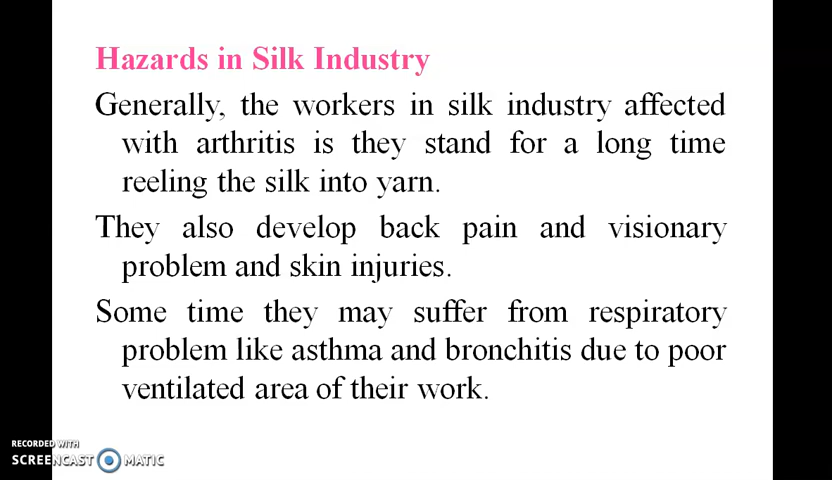 Hazards in Silk Industry
Generally, the workers in silk industry affected
with arthritis is they stand for a long time
reeling the silk into yarn.
They also develop back pain and visionary
problem and skin injuries.
Some time they may suffer from respiratory
problem like asthma and bronchitis due to poor
ventilated area of their work.
RECORDED WITH
SCREENCAST MATIC